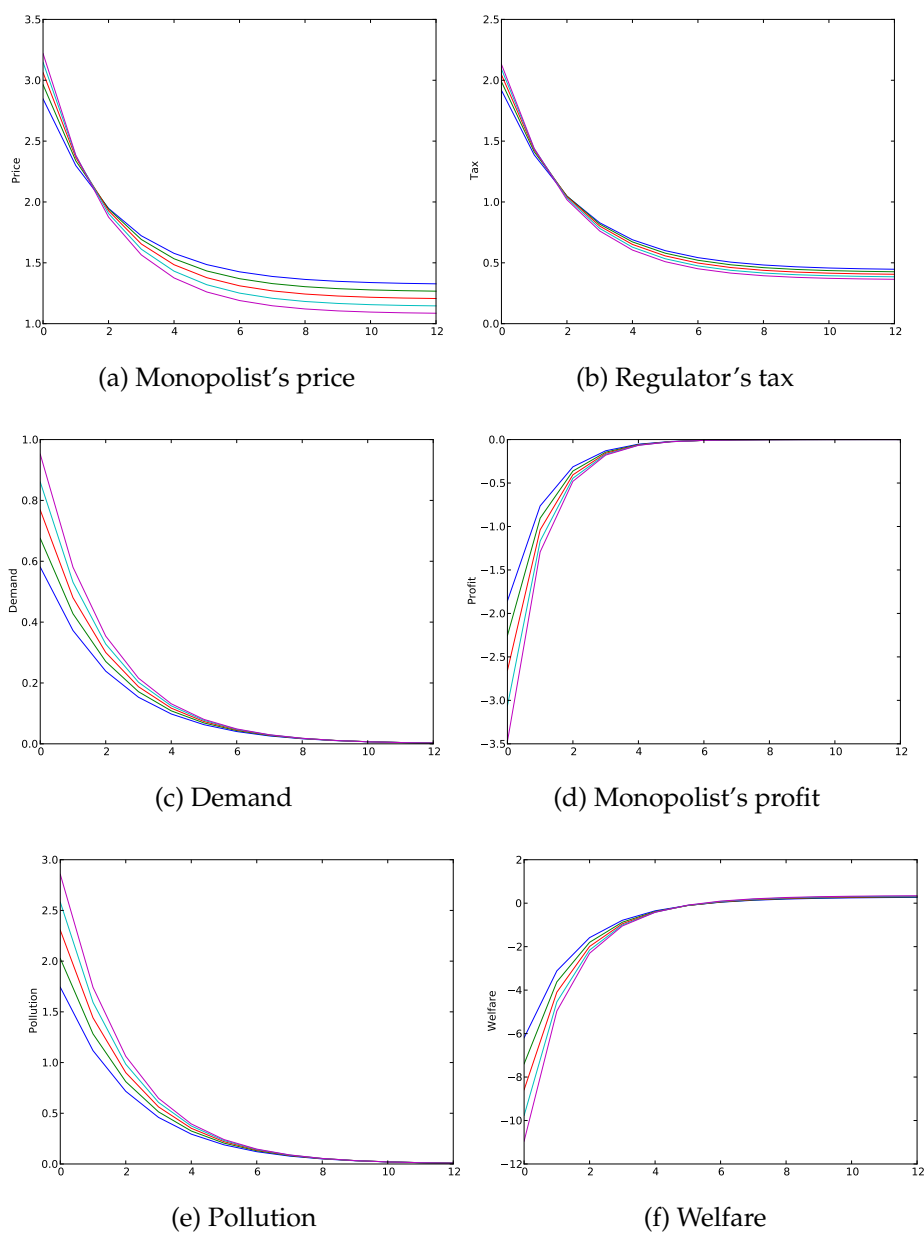 3.5
3.0
2.5
2.0
1.5
1.0
Price
0 2 4 6 8 10 12
(a) Monopolist's price
2.5
2.0
1.5
1.0
0.5
0.0
Tax
0 2 4 6 8 10 12
(b) Regulator's tax
1.0
0.8
0.6
0.4
0.2
0.0
Demand
0 2 4 6 8 10 12
(c) Demand
0.0
−0.5
−1.0
−1.5
−2.0
−2.5
−3.0
−3.5
Profit
0 2 4 6 8 10 12
(d) Monopolist's profit
3.0
2.5
2.0
1.5
1.0
0.5
0.0
Pollution
0 2 4 6 8 10 12
(e) Pollution
2
0
−2
−4
−6
−8
−10
−12
Welfare
0 2 4 6 8 10 12
(f) Welfare